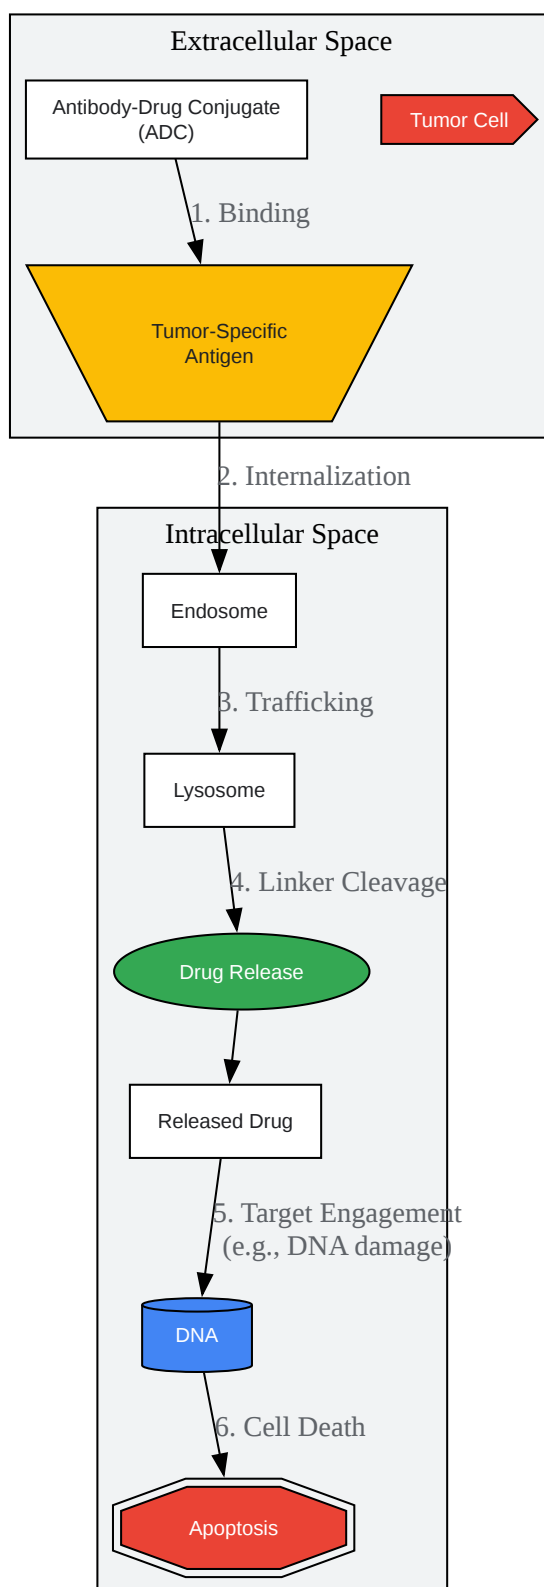 Extracellular Space
Antibody-Drug Conjugate
(ADC)
Tumor Cell
1. Binding
Tumor-Specific
Antigen
2. Internalization
Intracellular Space
Endosome
3. Trafficking
Lysosome
4. Linker Cleavage
Drug Release
Released Drug
5. Target Engagement
(e.g., DNA damage)
DNA
6. Cell Death
Apoptosis